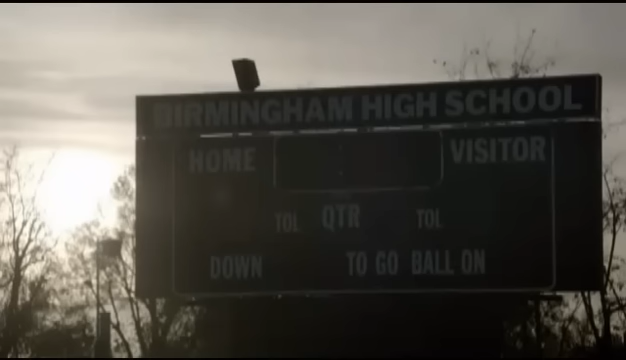 BIRMINGHAM HIGH SCHOOL
HOME VISITOR
TOL QTR TOL
DOWN TO GO BALL ON